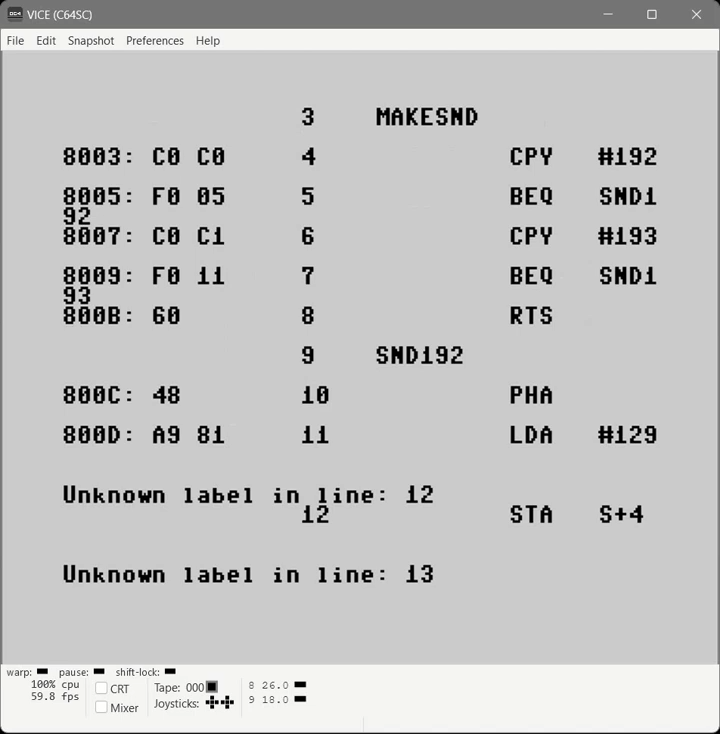 VICE (C64SC)
File Edit Snapshot Preferences Help
3 MAKESND
8003: C0 C0 4 CPY #192
8005: F0 05 5 BEQ SND1
92
8007: C0 C1 6 CPY #193
8009: F0 11 7 BEQ SND1
93
800B: 60 8 RTS
9 SND192
800C: 48 10 PHA
800D: A9 81 11 LDA #129
Unknown label in line: 12
12 STA S+4
Unknown label in line: 13
warp: pause: shift-lock:
100% cpu CRT Tape: 000 8 26.0
59.8 fps Mixer Joysticks: 9 18.0